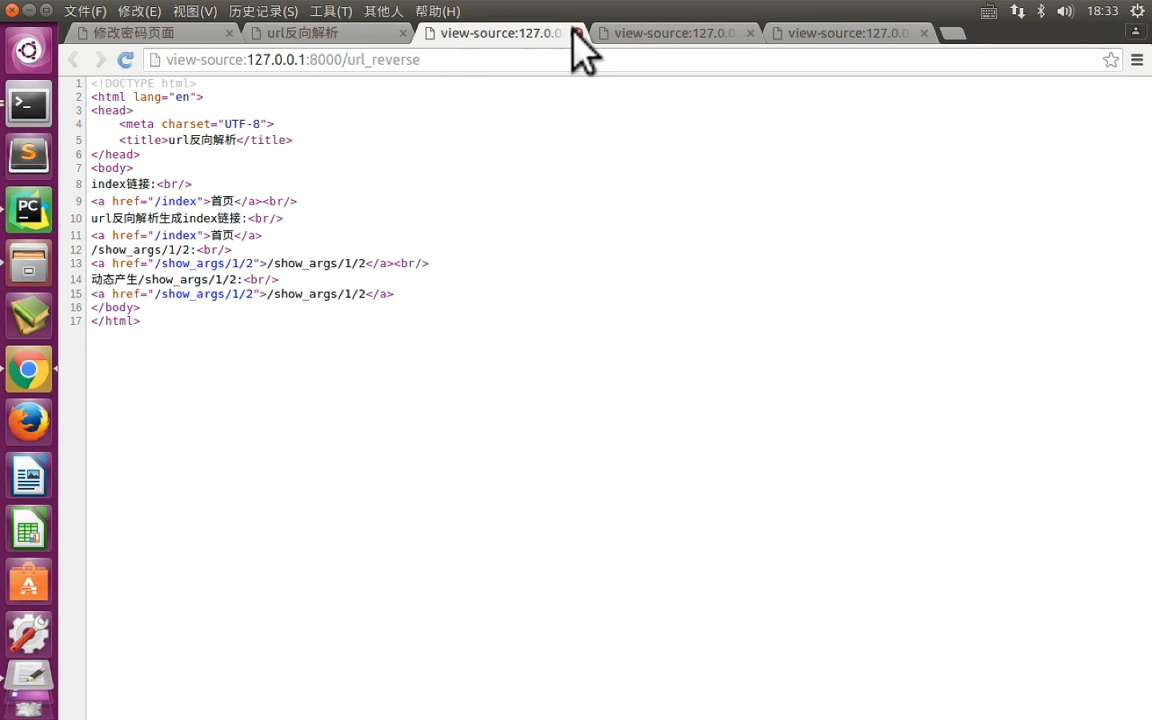 文件(F) 修改(E) 视图(V) 历史记录(S) 工具(T) 其他人 帮助(H) 18:33
修改密码页面 url反向解析 view-source:127.0.0. view-source:127.0.0. view-source:127.0.0.
view-source:127.0.0.1:8000/url_reverse
1 <!DOCTYPE html>
2 <html lang="en">
3 <head>
4 <meta charset="UTF-8">
5 <title>url反向解析</title>
6 </head>
7 <body>
8 index链接:<br/>
9 <a href="/index">首页</a><br/>
10 url反向解析生成index链接:<br/>
11 <a href="/index">首页</a>
12 /show_args/1/2:<br/>
13 <a href="/show_args/1/2">/show_args/1/2</a><br/>
14 动态产生/show_args/1/2:<br/>
15 <a href="/show_args/1/2">/show_args/1/2</a>
16 </body>
17 </html>
S
PC
A